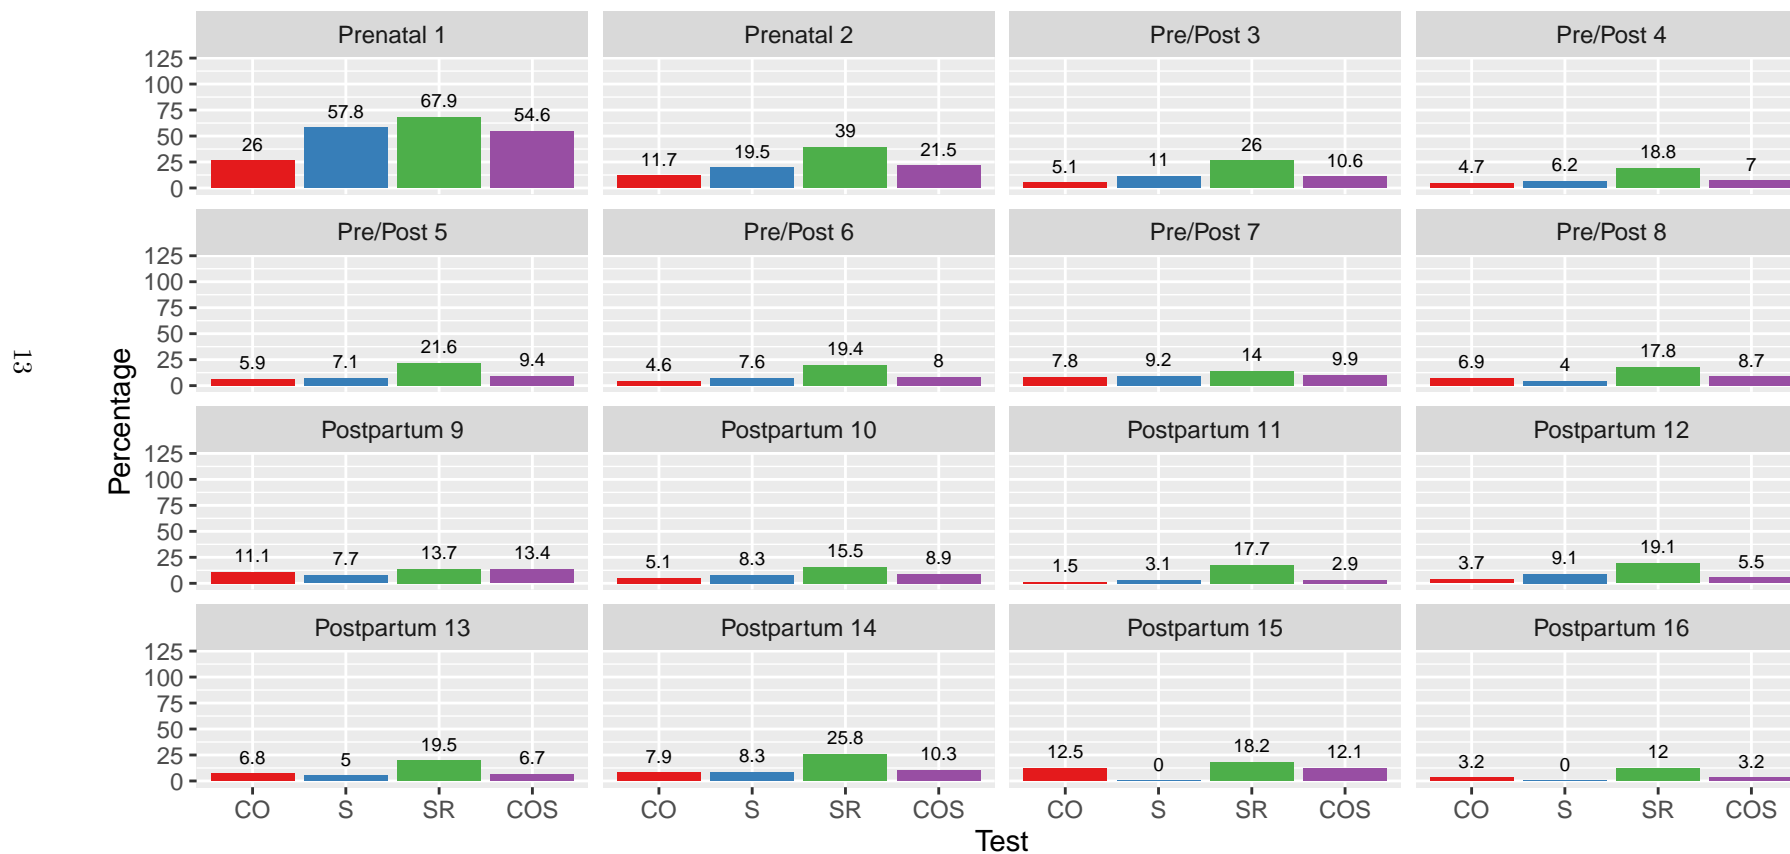 13
Percentage
Prenatal 1 Prenatal 2 Pre/Post 3 Pre/Post 4
125
100
75
50
25
0
26 57.8 67.9 54.6
11.7 19.5 39 21.5
5.1 11 26 10.6
4.7 6.2 18.8 7
Pre/Post 5 Pre/Post 6 Pre/Post 7 Pre/Post 8
125
100
75
50
25
0
5.9 7.1 21.6 9.4
4.6 7.6 19.4 8
7.8 9.2 14 9.9
6.9 4 17.8 8.7
Postpartum 9 Postpartum 10 Postpartum 11 Postpartum 12
125
100
75
50
25
0
11.1 7.7 13.7 13.4
5.1 8.3 15.5 8.9
1.5 3.1 17.7 2.9
3.7 9.1 19.1 5.5
Postpartum 13 Postpartum 14 Postpartum 15 Postpartum 16
125
100
75
50
25
0
6.8 5 19.5 6.7
7.9 8.3 25.8 10.3
12.5 0 18.2 12.1
3.2 0 12 3.2
CO S SR COS CO S SR COS CO S SR COS CO S SR COS
Test